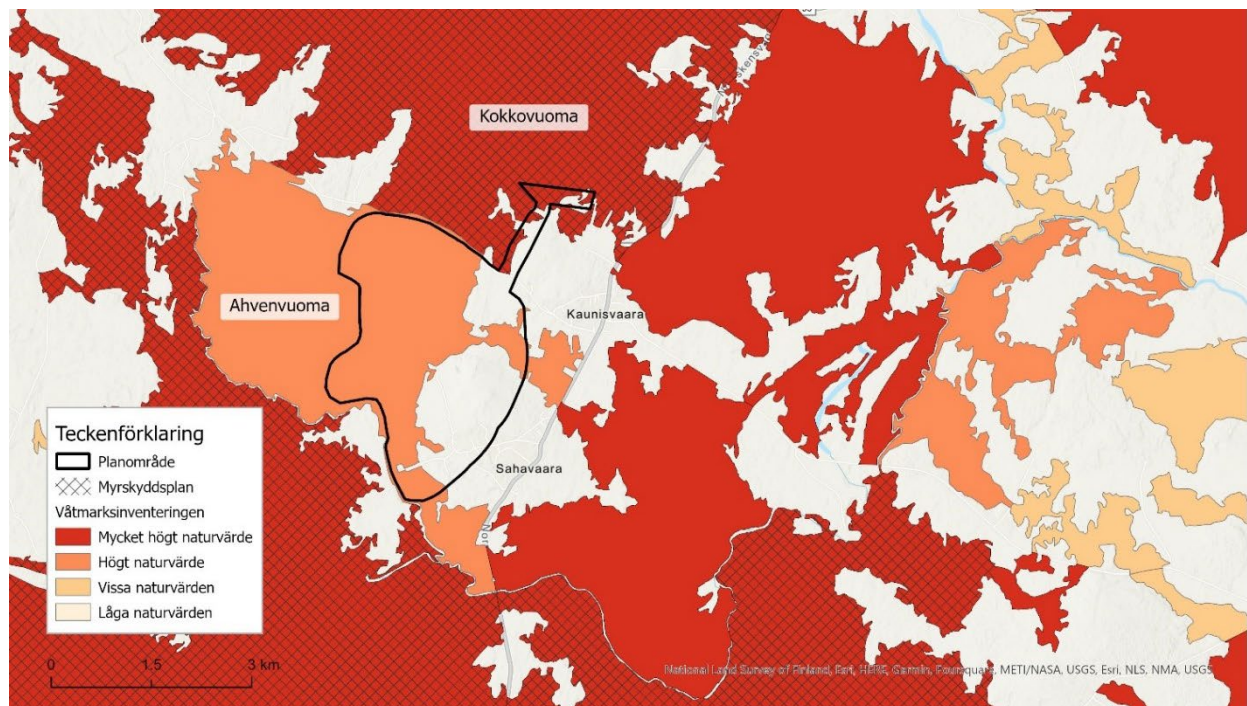 Kokkovuoma
Ahvenvuoma
Kaunisvaara
Sahavaara
Teckenförklaring
Planområde
Myrskyddsplan
Våtmarksinventeringen
Mycket högt naturvärde
Högt naturvärde
Vissa naturvärden
Låga naturvärden
0 1.5 3 km
National Land Survey of Finland, Esri, HERE, Garmin, Foursquare, METI/NASA, USGS, Esri, NLS, NMA, USGS